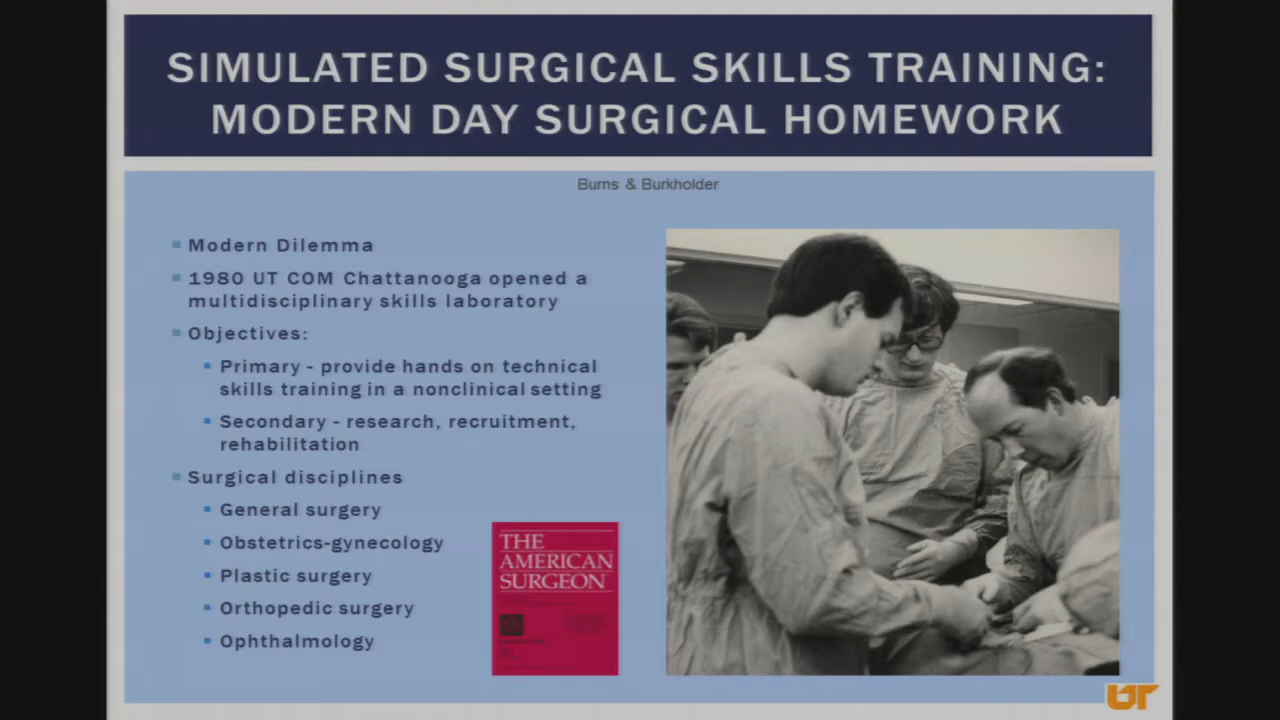 SIMULATED SURGICAL SKILLS TRAINING:
MODERN DAY SURGICAL HOMEWORK
Burns & Burkholder
Modern Dilemma
1980 UT COM Chattanooga opened a
multidisciplinary skills laboratory
Objectives:
Primary - provide hands on technical
skills training in a nonclinical setting
Secondary - research, recruitment,
rehabilitation
Surgical disciplines
General surgery
Obstetrics-gynecology
Plastic surgery
Orthopedic surgery
Ophthalmology
THE
AMERICAN
SURGEON
UT